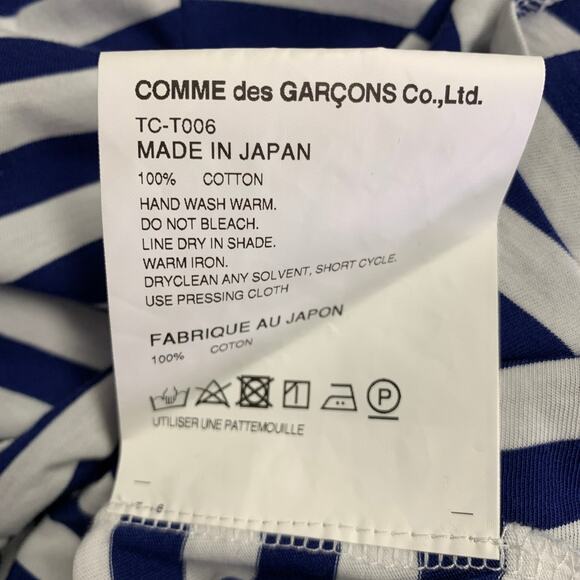 COMME des GARÇONS Co.,Ltd.
TC-T006
MADE IN JAPAN
100% COTTON
HAND WASH WARM.
DO NOT BLEACH.
LINE DRY IN SHADE.
WARM IRON.
DRYCLEAN ANY SOLVENT, SHORT CYCLE.
USE PRESSING CLOTH
FABRIQUE AU JAPON
100% COTON
P
UTILISER UNE PATTEMOUILLE